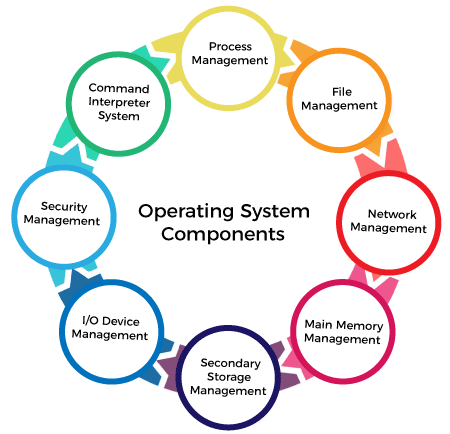 Process
Management
File
Management
Network
Management
Main Memory
Management
Secondary
Storage
Management
I/O Device
Management
Security
Management
Command
Interpreter
System
Operating System
Components